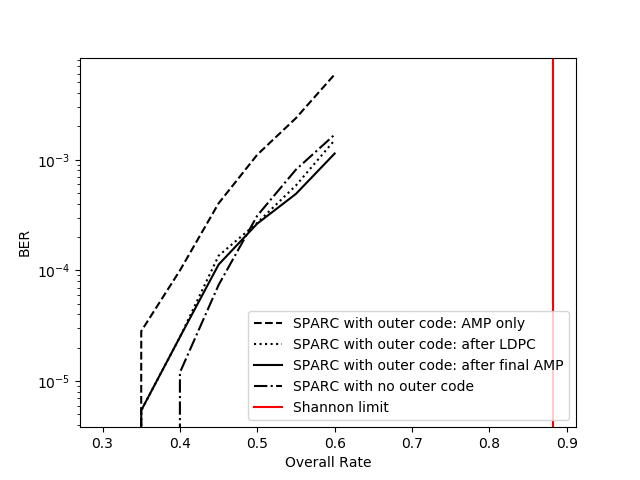 10⁻³
10⁻⁴
10⁻⁵
BER
SPARC with outer code: AMP only
SPARC with outer code: after LDPC
SPARC with outer code: after final AMP
SPARC with no outer code
Shannon limit
0.3 0.4 0.5 0.6 0.7 0.8 0.9
Overall Rate